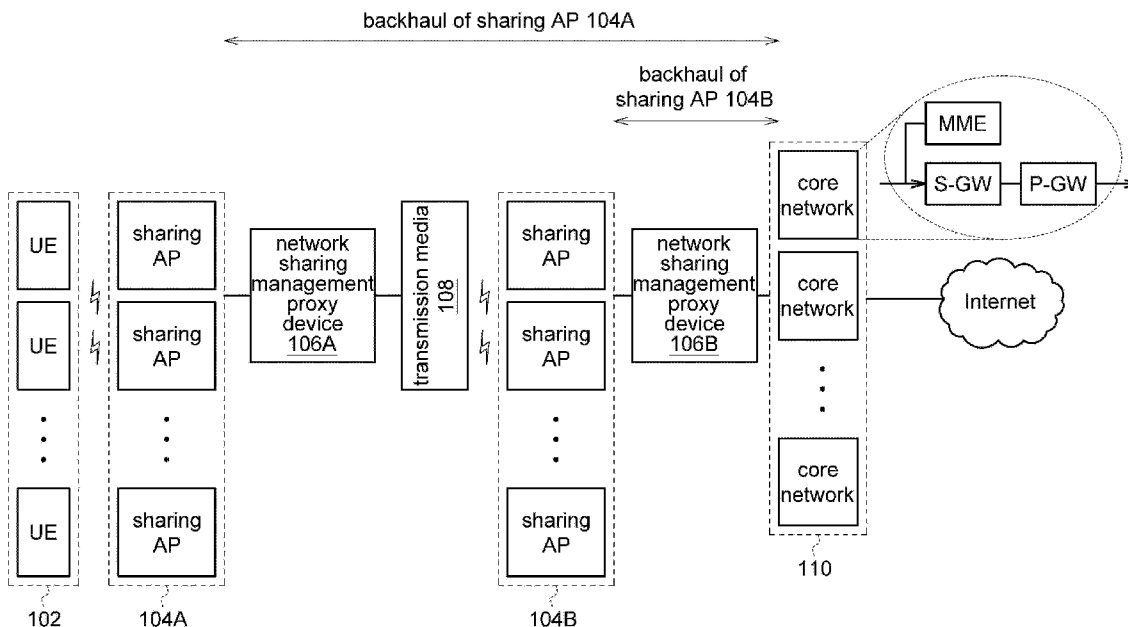 backhaul of sharing AP 104A
backhaul of
sharing AP 104B
MME
S-GW
P-GW
core
network
core
network
core
network
Internet
UE
UE
UE
sharing
AP
sharing
AP
sharing
AP
network
sharing
management
proxy
device
106A
transmission media 108
sharing
AP
sharing
AP
sharing
AP
network
sharing
management
proxy
device
106B
102
104A
104B
110